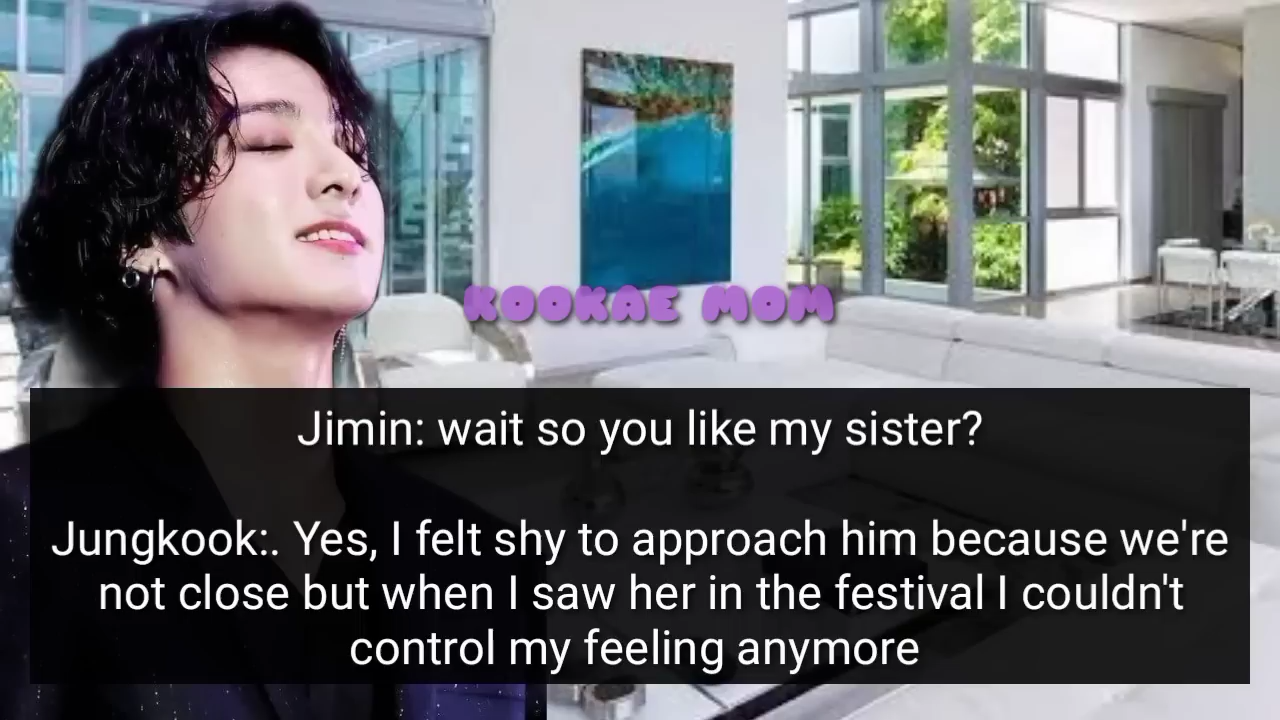 KOOKAE MOM
Jimin: wait so you like my sister?
Jungkook:. Yes, I felt shy to approach him because we're
not close but when I saw her in the festival I couldn't
control my feeling anymore